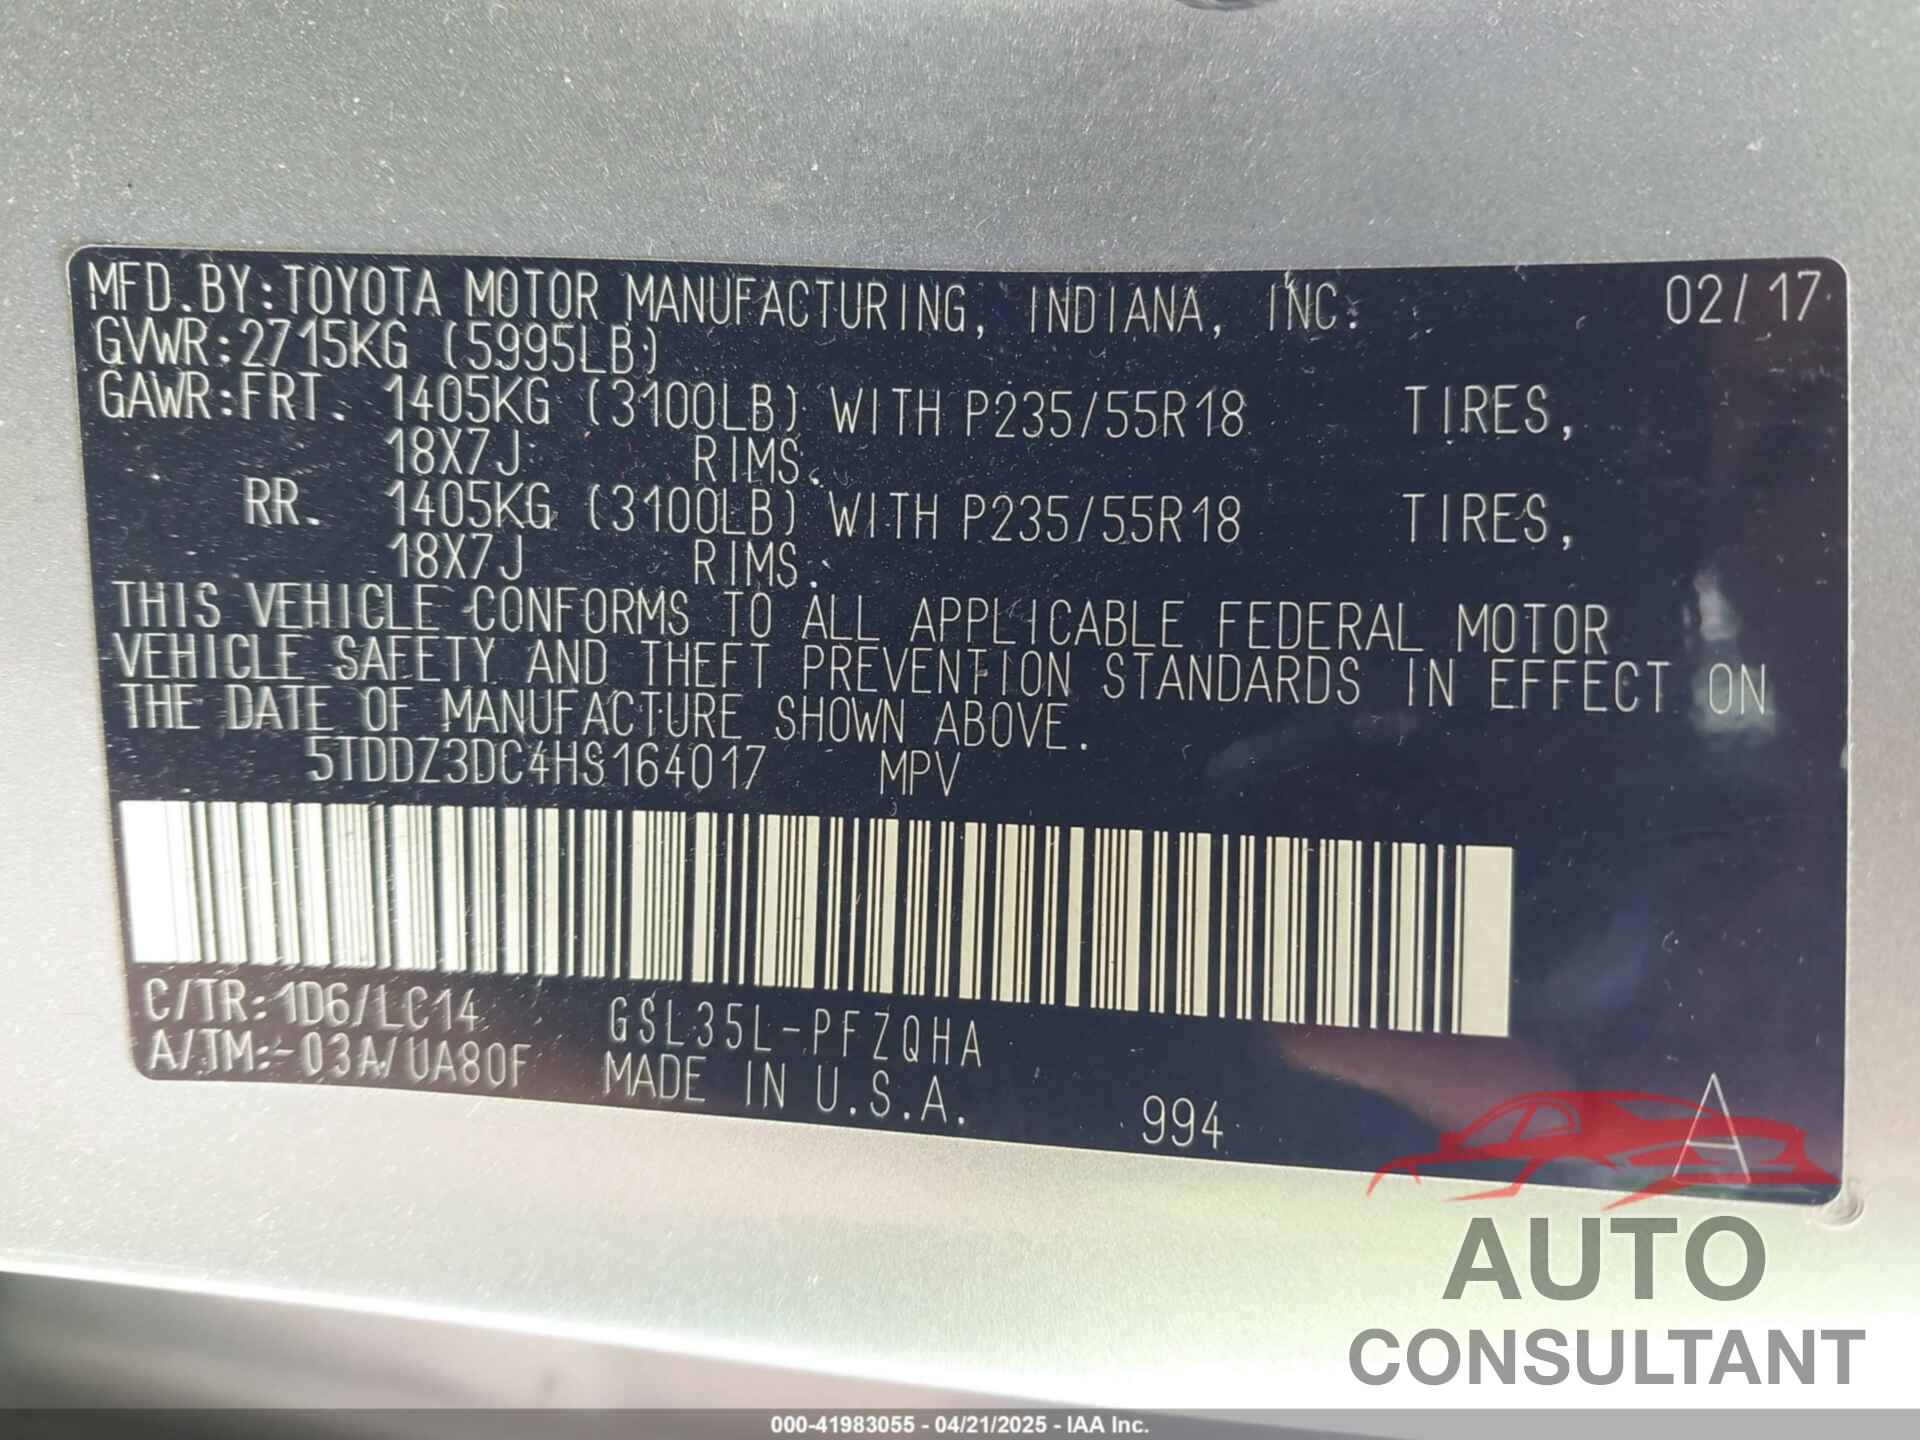 MFD.BY:TOYOTA MOTOR MANUFACTURING, INDIANA, INC. 02/17
GVWR:2715KG (5995LB)
GAWR:FRT. 1405KG (3100LB) WITH P235/55R18 TIRES,
18X7J RIMS.
RR. 1405KG (3100LB) WITH P235/55R18 TIRES,
18X7J RIMS.
THIS VEHICLE CONFORMS TO ALL APPLICABLE FEDERAL MOTOR
VEHICLE SAFETY AND THEFT PREVENTION STANDARDS IN EFFECT ON
THE DATE OF MANUFACTURE SHOWN ABOVE.
5TDDZ3DC4HS164017 MPV
C/TR:1D6/LC14 GSL35L-PFZQHA
A/TM:-03A/UA80F MADE IN U.S.A. 994 A
AUTO
CONSULTANT
000-41983055 - 04/21/2025 - IAA Inc.